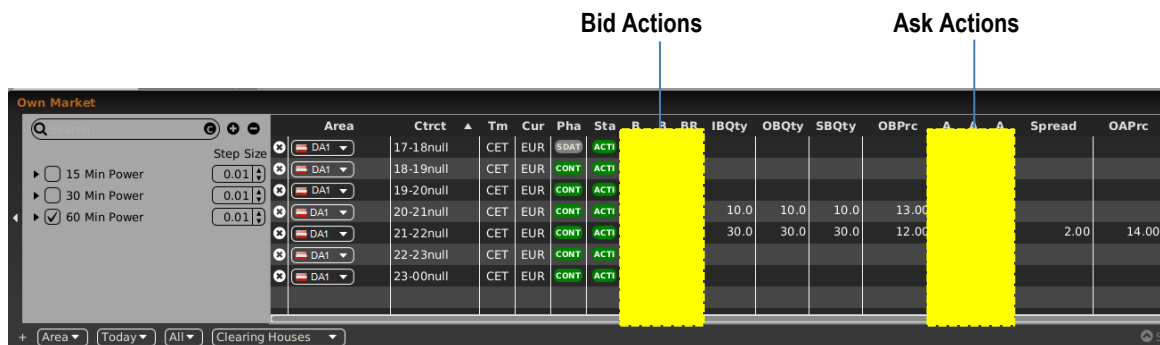 Bid Actions Ask Actions
Own Market
Search Area Ctrct Tm Cur Pha Sta B B BR IBQty OBQty SBQty OBPrc A A A Spread OAPrc
Step Size DA1 17-18null CET EUR SDAT ACTI
15 Min Power 0.01 DA1 18-19null CET EUR CONT ACTI
30 Min Power 0.01 DA1 19-20null CET EUR CONT ACTI
60 Min Power 0.01 DA1 20-21null CET EUR CONT ACTI 10.0 10.0 10.0 13.00
DA1 21-22null CET EUR CONT ACTI 30.0 30.0 30.0 12.00 2.00 14.00
DA1 22-23null CET EUR CONT ACTI
DA1 23-00null CET EUR CONT ACTI
+ Area Today All Clearing Houses